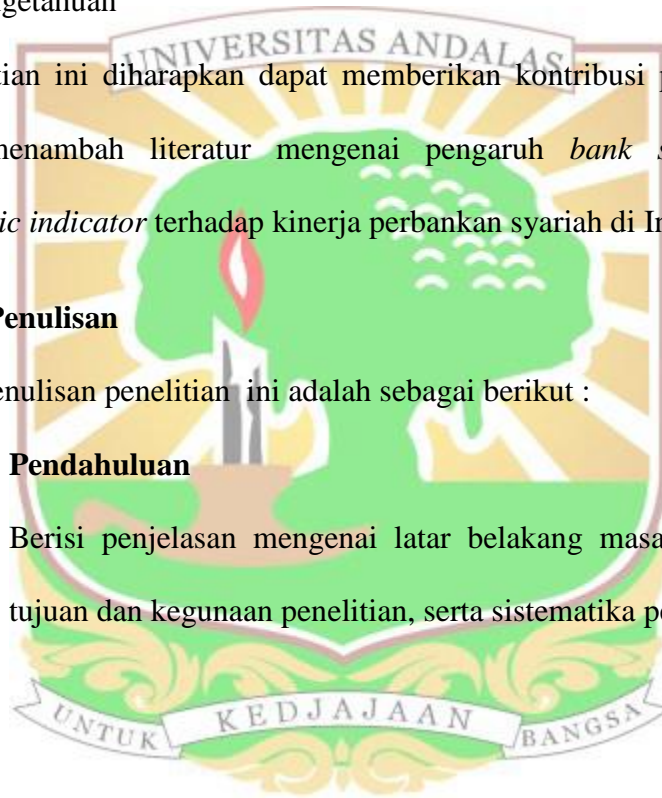 getahuan
UNIVERSITAS ANDALAS
tian ini diharapkan dapat memberikan kontribusi p
menambah literatur mengenai pengaruh bank s
ic indicator terhadap kinerja perbankan syariah di In
Penulisan
enulisan penelitian ini adalah sebagai berikut :
Pendahuluan
Berisi penjelasan mengenai latar belakang masa
tujuan dan kegunaan penelitian, serta sistematika pe
UNTUK KEDJAJAAN BANGSA